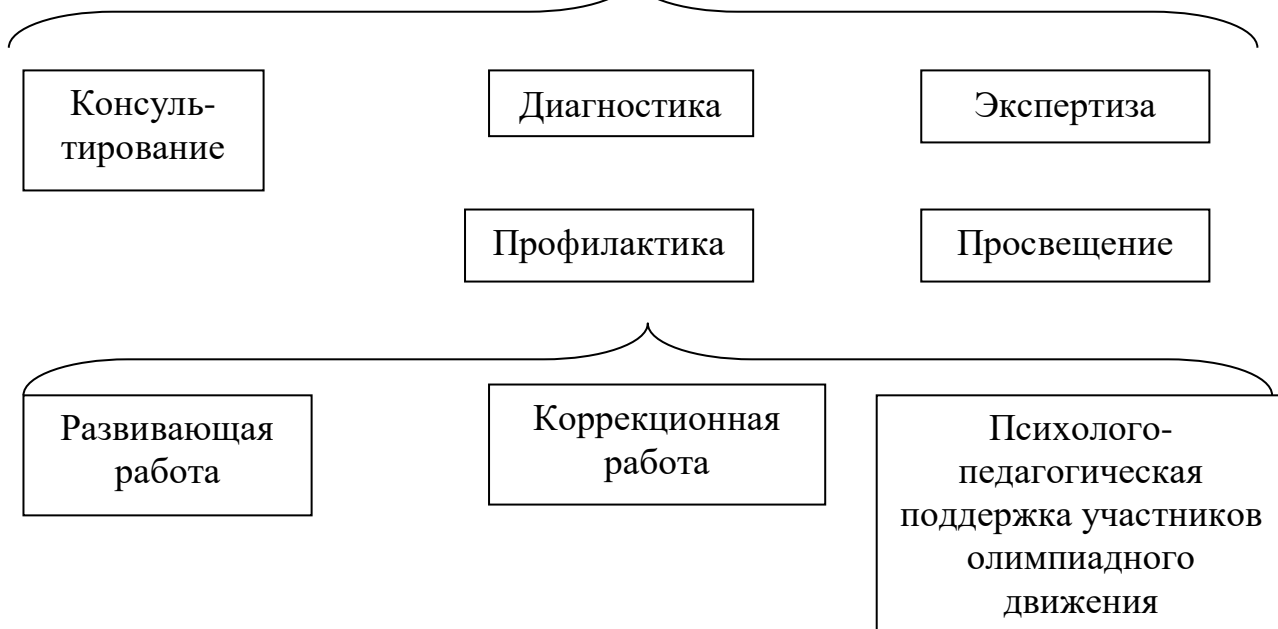 Консуль-
тирование
Диагностика
Экспертиза
Профилактика
Просвещение
Развивающая
работа
Коррекционная
работа
Психолого-
педагогическая
поддержка участников
олимпиадного
движения